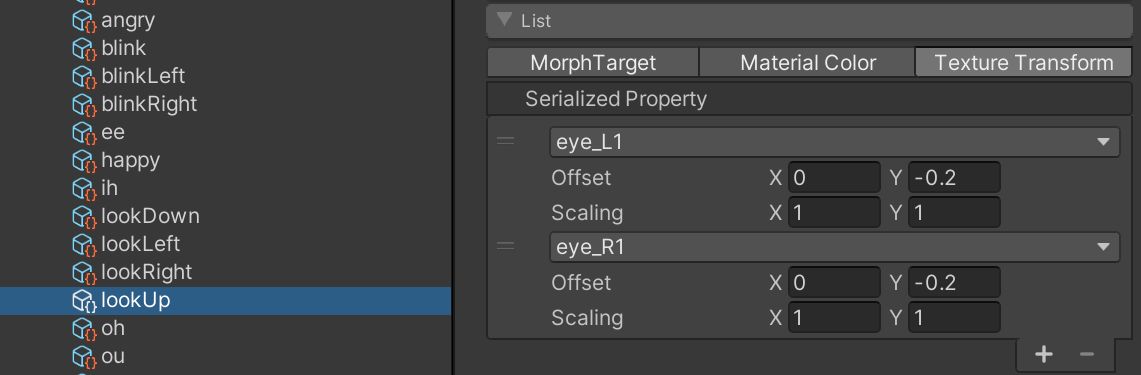 angry
blink
blinkLeft
blinkRight
ee
happy
ih
lookDown
lookLeft
lookRight
lookUp
oh
ou
List
MorphTarget Material Color Texture Transform
Serialized Property
eye_L1
Offset X 0 Y -0.2
Scaling X 1 Y 1
eye_R1
Offset X 0 Y -0.2
Scaling X 1 Y 1
+ −